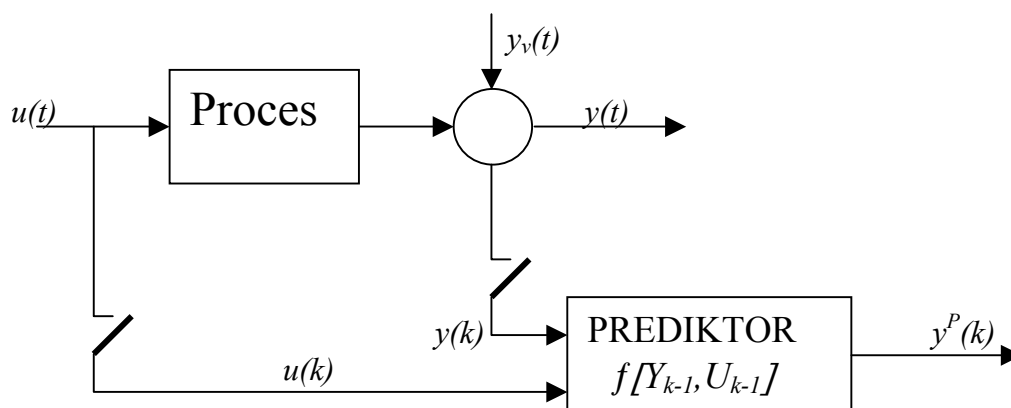 y_v(t)
u(t)
Proces
y(t)
y(k)
PREDIKTOR
f[Y_{k-1}, U_{k-1}]
y^P(k)
u(k)